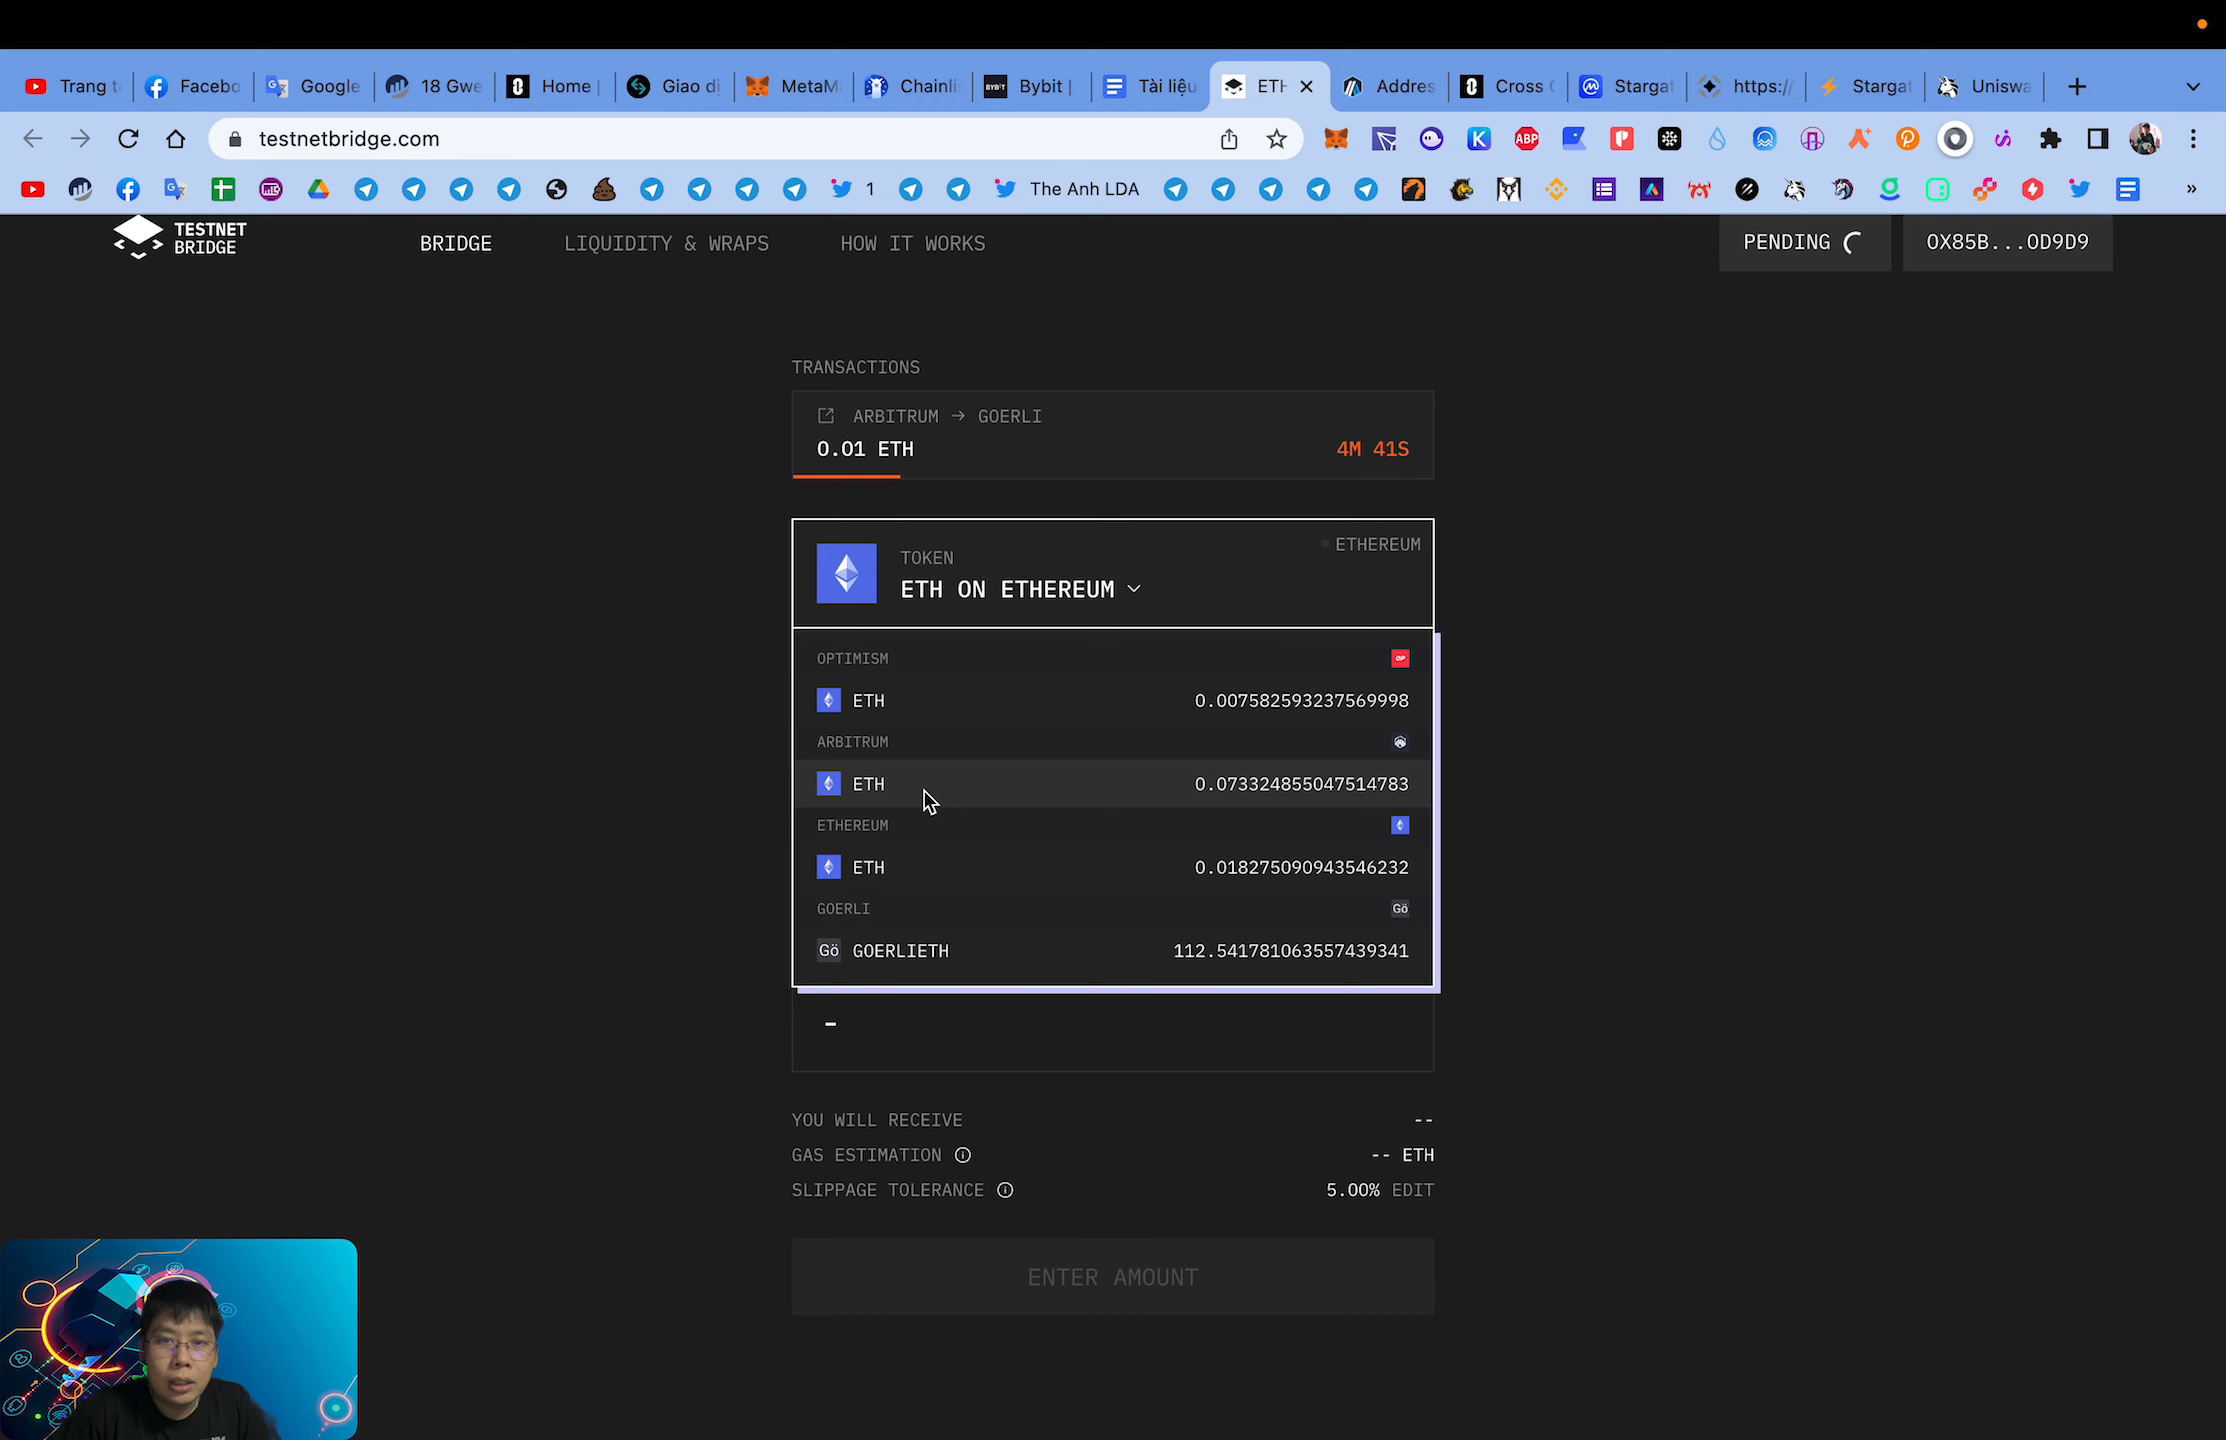 Trang t
Facebo
Google
18 Gwe
Home |
Giao dị
MetaM
Chainli
BYBIT
Bybit |
Tài liệu
ETH
Addres
Cross C
Stargat
https:/
Stargat
Uniswa
testnetbridge.com
ABP
1
The Anh LDA
TESTNET
BRIDGE
BRIDGE
LIQUIDITY & WRAPS
HOW IT WORKS
PENDING
0X85B...0D9D9
TRANSACTIONS
ARBITRUM → GOERLI
0.01 ETH
4M 41S
TOKEN
ETHEREUM
ETH ON ETHEREUM
OPTIMISM
OP
ETH
0.007582593237569998
ARBITRUM
ETH
0.073324855047514783
ETHEREUM
ETH
0.018275090943546232
GOERLI
Gö
Gö
GOERLIETH
112.541781063557439341
-
YOU WILL RECEIVE
--
GAS ESTIMATION
-- ETH
SLIPPAGE TOLERANCE
5.00% EDIT
ENTER AMOUNT